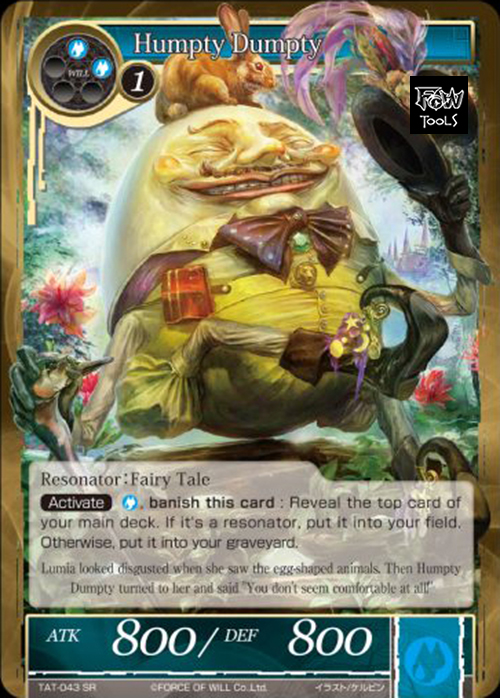 Humpty Dumpty
WILL
1
FOW
TOOLS
Resonator : Fairy Tale
Activate , banish this card : Reveal the top card of
your main deck. If it's a resonator, put it into your field.
Otherwise, put it into your graveyard.
Lumia looked disgusted when she saw the egg-shaped animals. Then Humpty
Dumpty turned to her and said "You don't seem comfortable at all!"
ATK 800 / DEF 800
TAT-043 SR ©FORCE OF WILL Co.,Ltd. イラスト/ケルビン